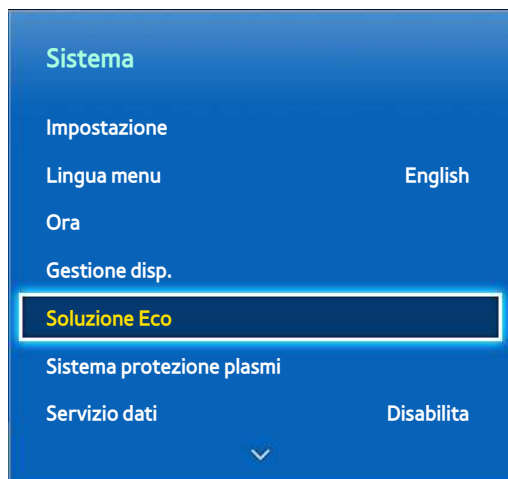 Sistema
Impostazione
Lingua menu English
Ora
Gestione disp.
Soluzione Eco
Sistema protezione plasmi
Servizio dati Disabilita